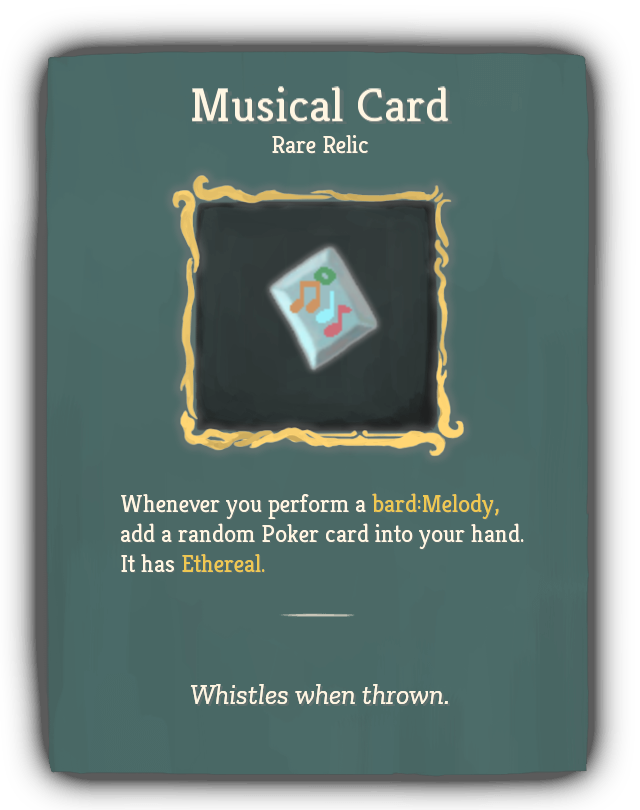 Musical Card
Rare Relic
Whenever you perform a bard:Melody,
add a random Poker card into your hand.
It has Ethereal.
Whistles when thrown.